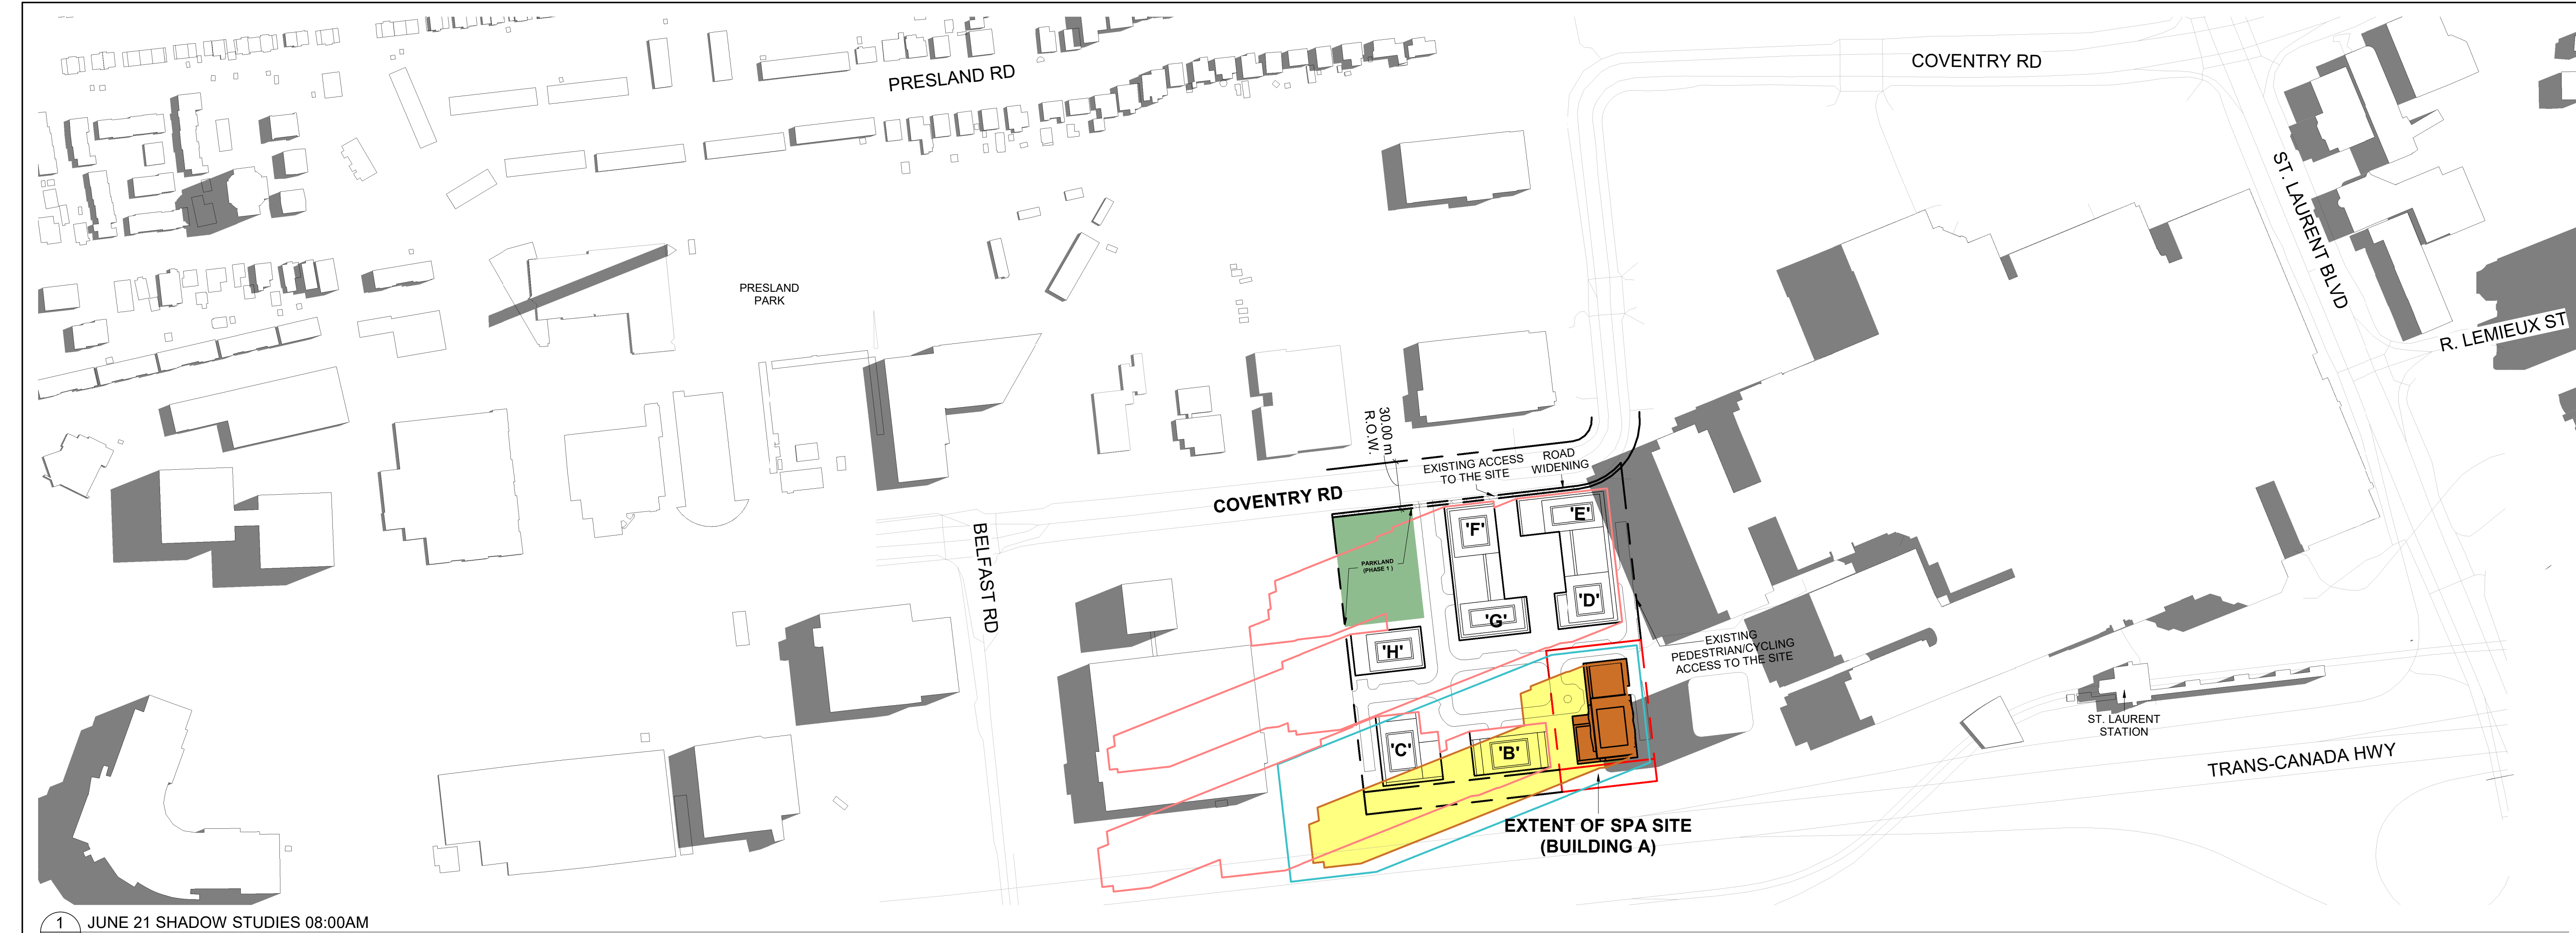 COVENTRY RD
PRESLAND RD
ST. LAURENT BLVD
PRESLAND
PARK
R. LEMIEUX ST
30.00 m
R.O.W.
EXISTING ACCESS
TO THE SITE
ROAD
WIDENING
COVENTRY RD
BELFAST RD
'F'
'E'
PARKLAND
(PHASE 1 )
'D'
'G'
'H'
EXISTING
PEDESTRIAN/CYCLING
ACCESS TO THE SITE
ST. LAURENT
STATION
'C'
'B'
TRANS-CANADA HWY
EXTENT OF SPA SITE
(BUILDING A)
1
JUNE 21 SHADOW STUDIES 08:00AM